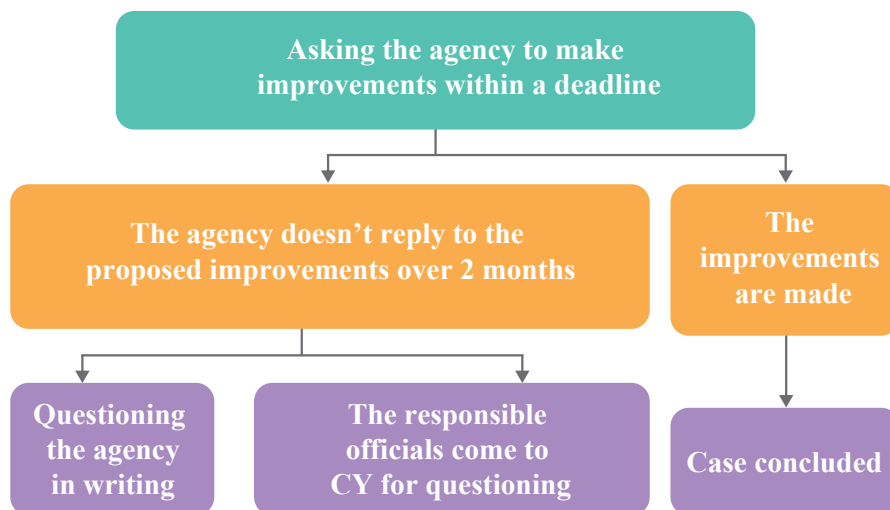 Asking the agency to make
improvements within a deadline
The agency doesn’t reply to the
proposed improvements over 2 months
The
improvements
are made
Questioning
the agency
in writing
The responsible
officials come to
CY for questioning
Case concluded